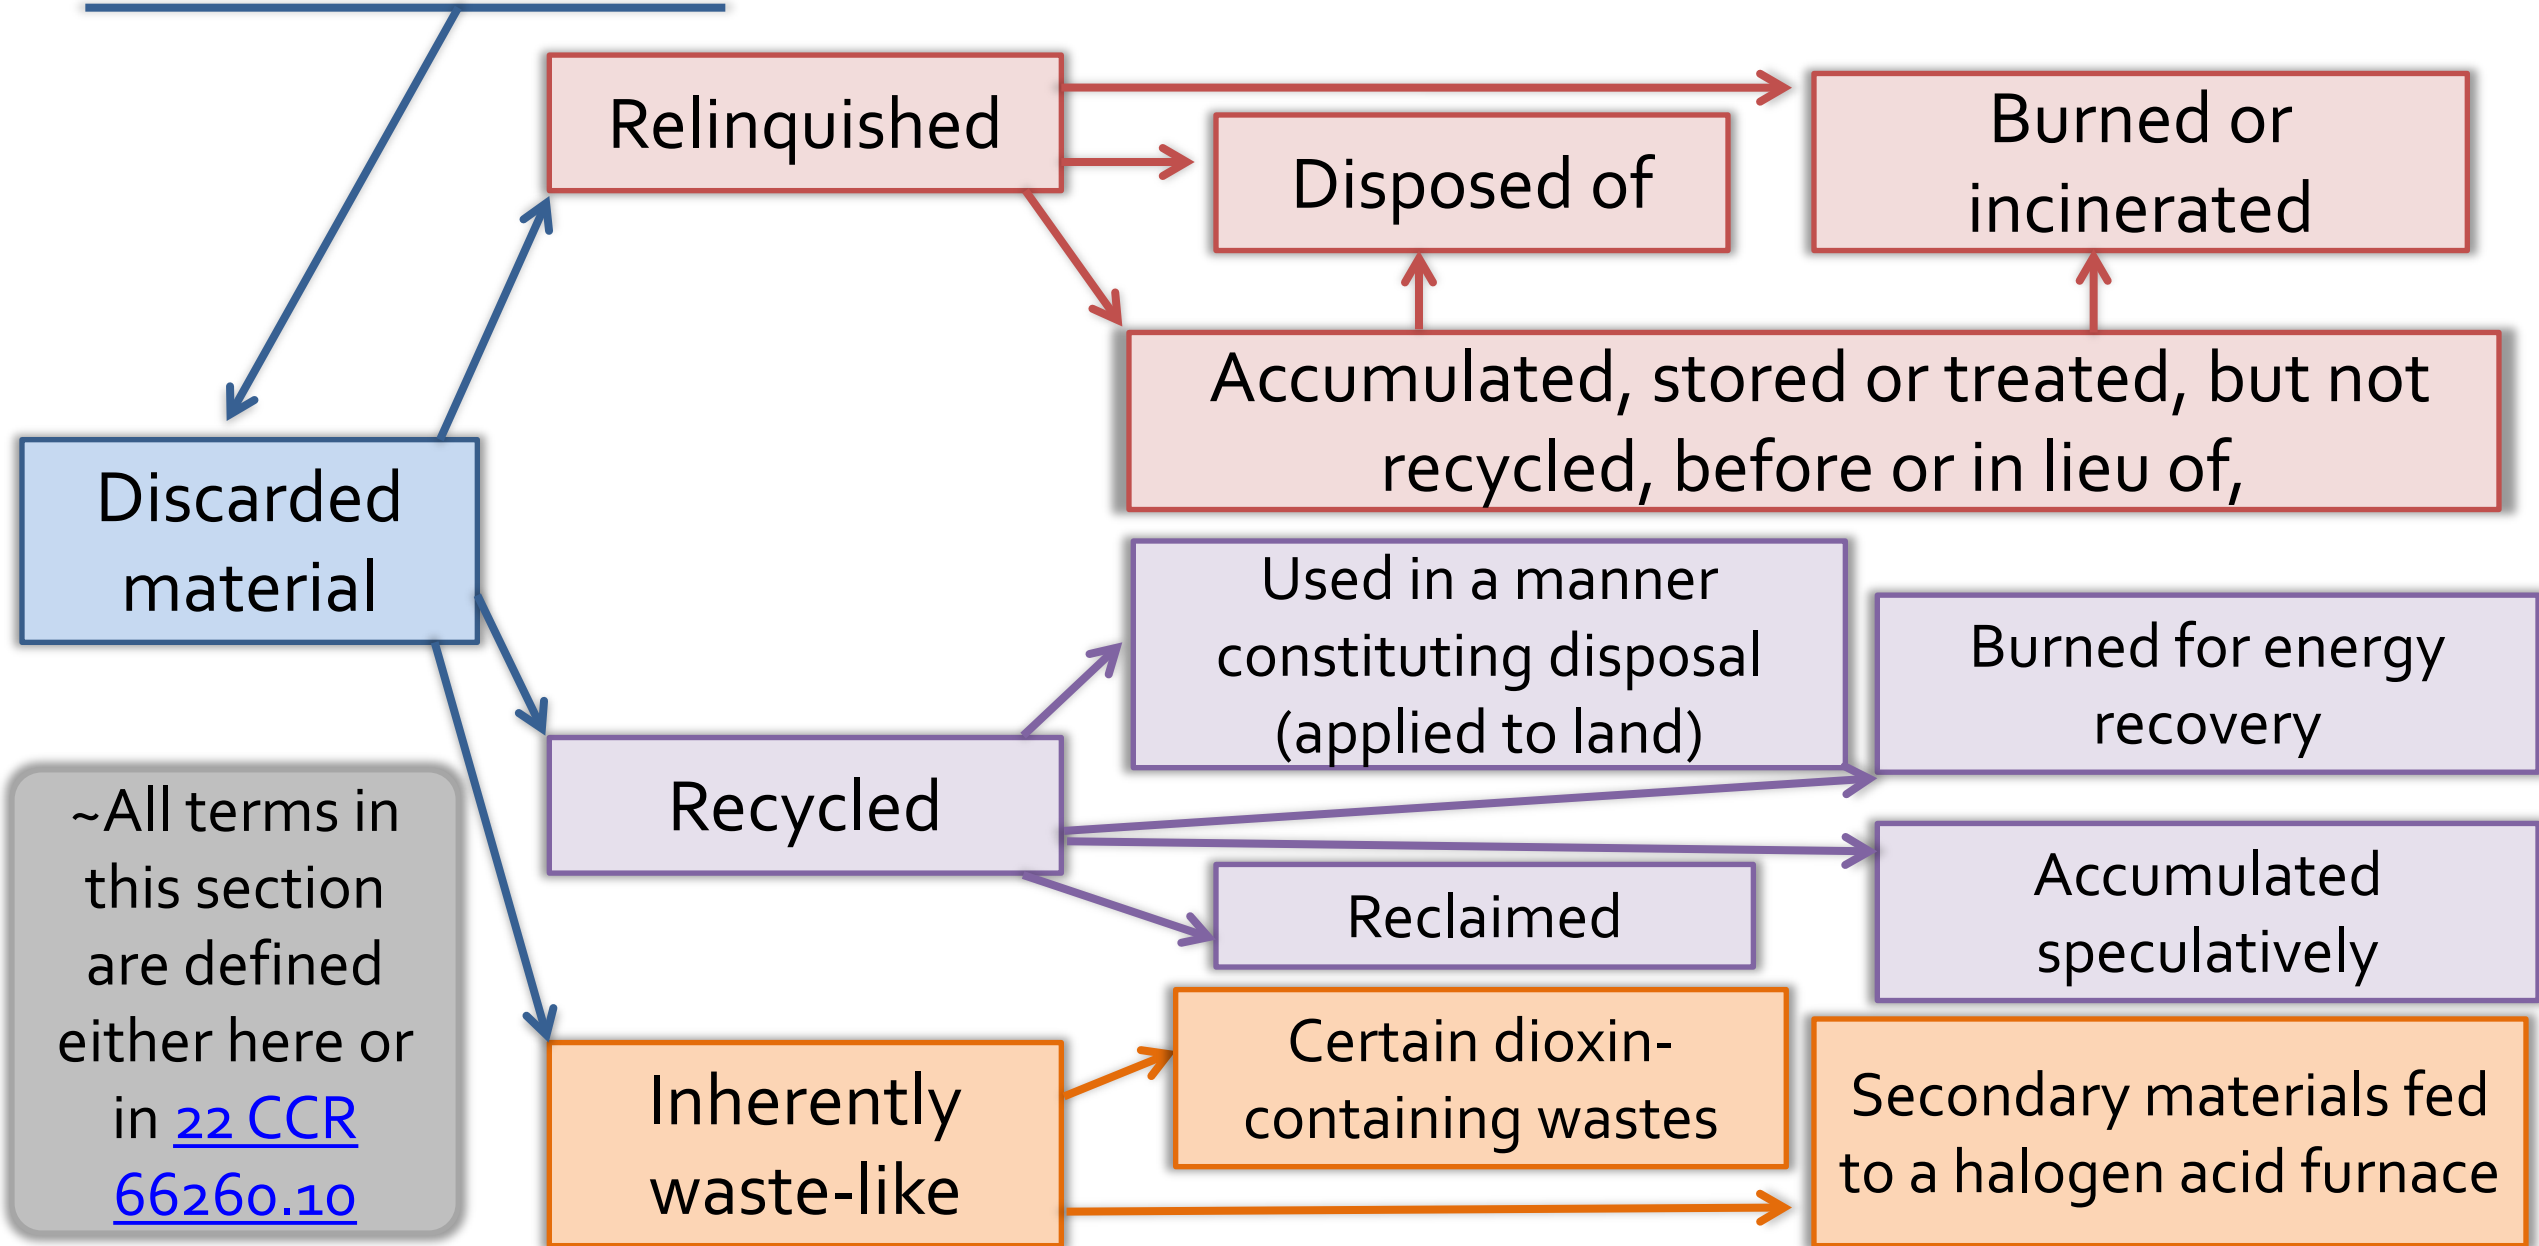 Relinquished
Disposed of
Burned or
incinerated
Accumulated, stored or treated, but not
recycled, before or in lieu of,
Discarded
material
Used in a manner
constituting disposal
(applied to land)
Burned for energy
recovery
Recycled
Reclaimed
Accumulated
speculatively
~All terms in
this section
are defined
either here or
in 22 CCR
66260.10
Inherently
waste-like
Certain dioxin-
containing wastes
Secondary materials fed
to a halogen acid furnace